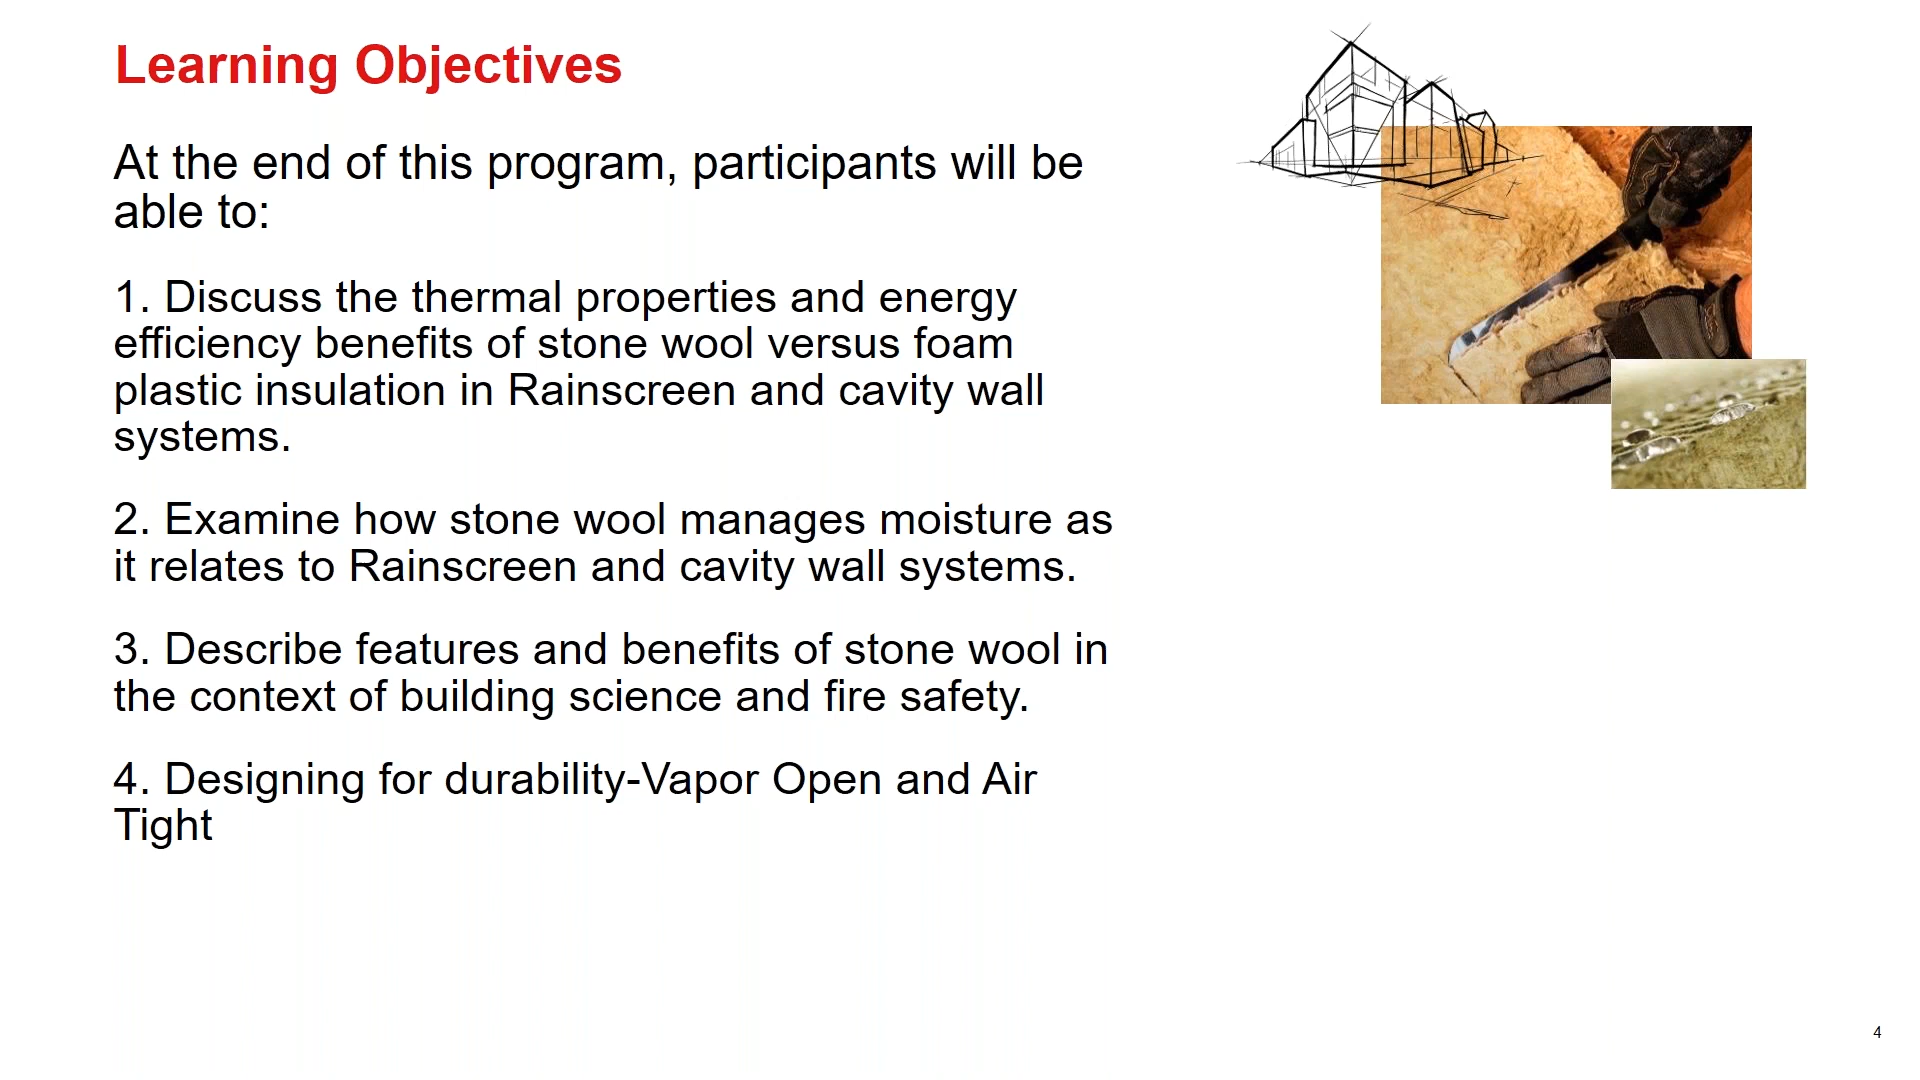 Learning Objectives
At the end of this program, participants will be
able to:
1. Discuss the thermal properties and energy
efficiency benefits of stone wool versus foam
plastic insulation in Rainscreen and cavity wall
systems.
2. Examine how stone wool manages moisture as
it relates to Rainscreen and cavity wall systems.
3. Describe features and benefits of stone wool in
the context of building science and fire safety.
4. Designing for durability-Vapor Open and Air
Tight
4